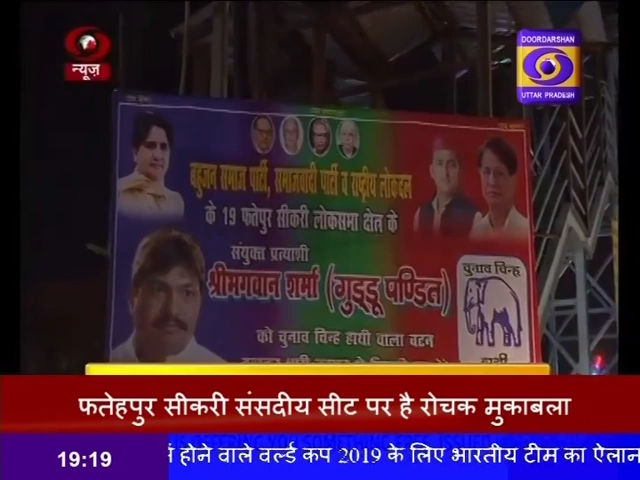 न्यूज़
DOORDARSHAN
UTTAR PRADESH
बहुजन समाज पार्टी, समाजवादी पार्टी व राष्ट्रीय लोकदल
के 19 फतेहपुर सीकरी लोकसभा क्षेत्र के
संयुक्त प्रत्याशी
श्रीभगवान शर्मा (गुड्डू पण्डित)
चुनाव चिन्ह
को चुनाव चिन्ह हाथी वाला बटन
हाथी
फतेहपुर सीकरी संसदीय सीट पर है रोचक मुकाबला
19:19
होने वाले वर्ल्ड कप 2019 के लिए भारतीय टीम का ऐलान